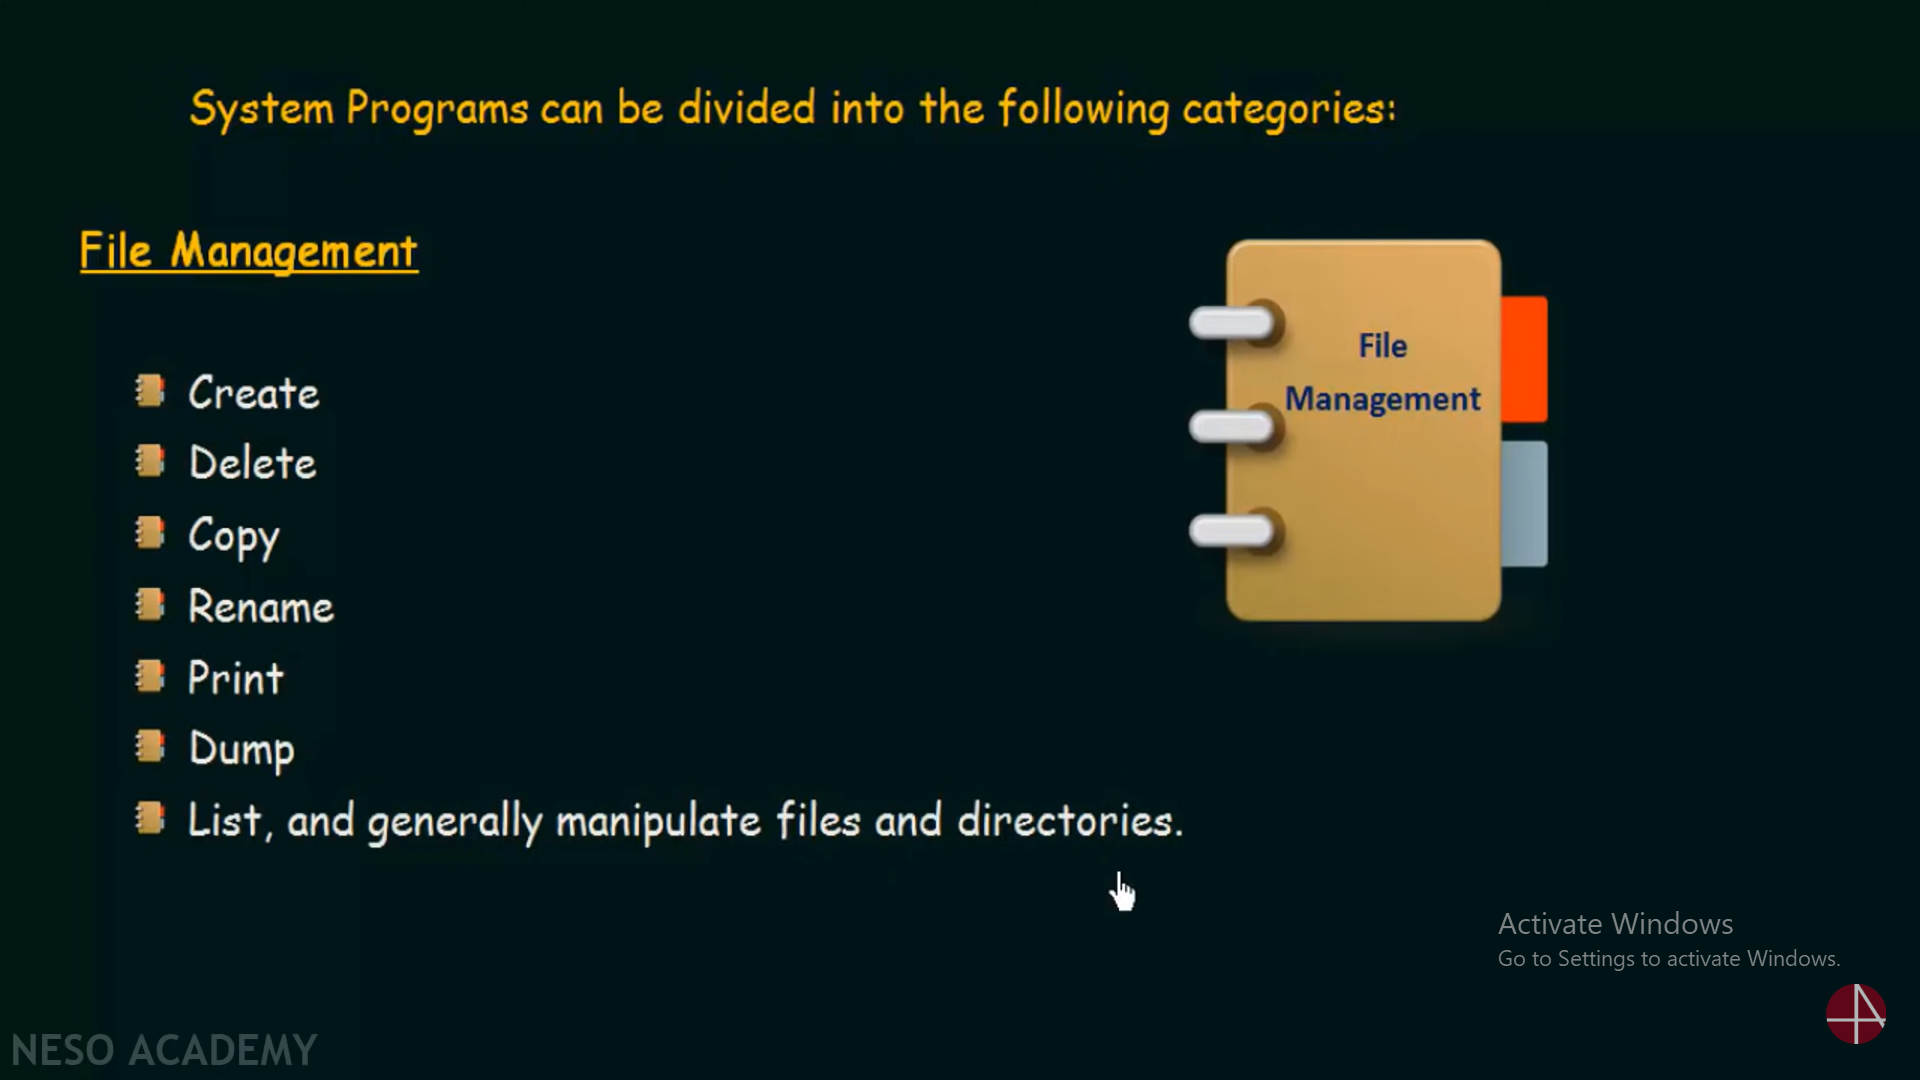 System Programs can be divided into the following categories:
File Management
Create
Delete
Copy
Rename
Print
Dump
List, and generally manipulate files and directories.
File
Management
Activate Windows
Go to Settings to activate Windows.
NESO ACADEMY